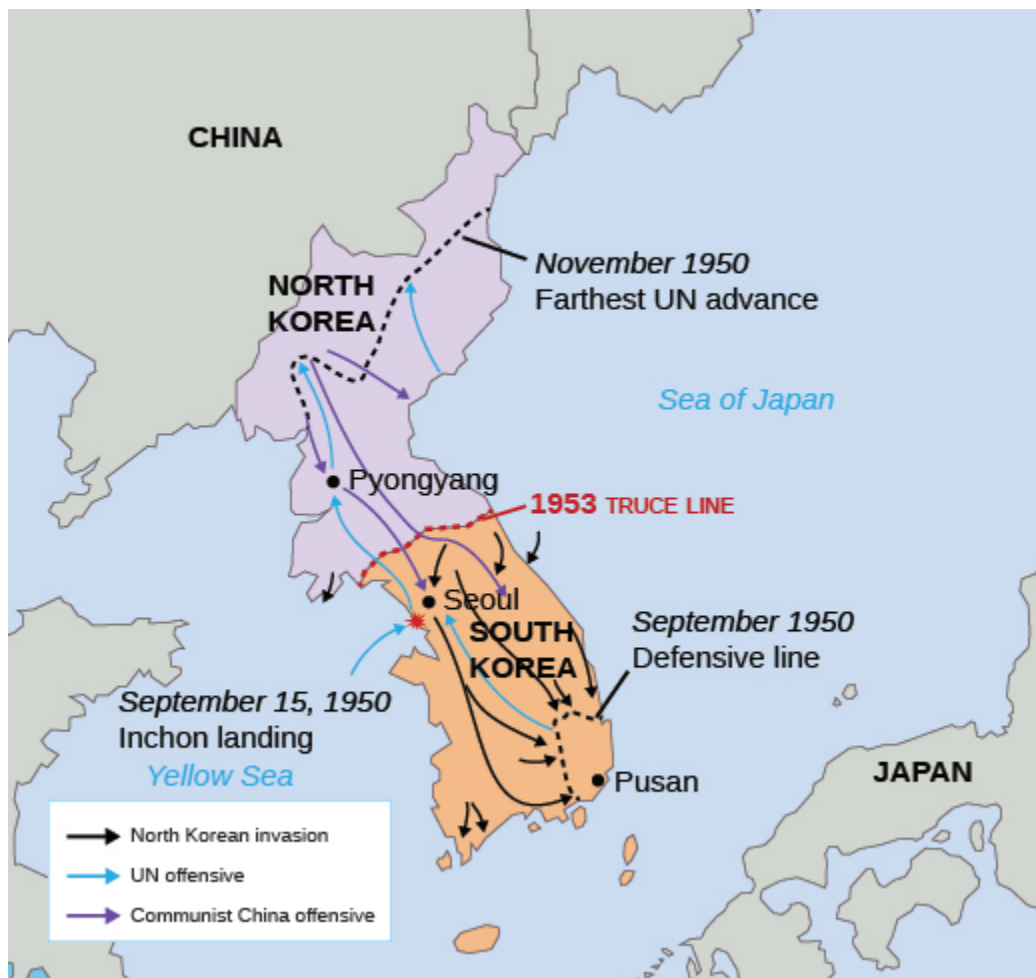 CHINA
November 1950
Farthest UN advance
NORTH
KOREA
Sea of Japan
Pyongyang
1953 TRUCE LINE
Seoul
SOUTH
KOREA
September 1950
Defensive line
September 15, 1950
Inchon landing
Yellow Sea
JAPAN
Pusan
North Korean invasion
UN offensive
Communist China offensive